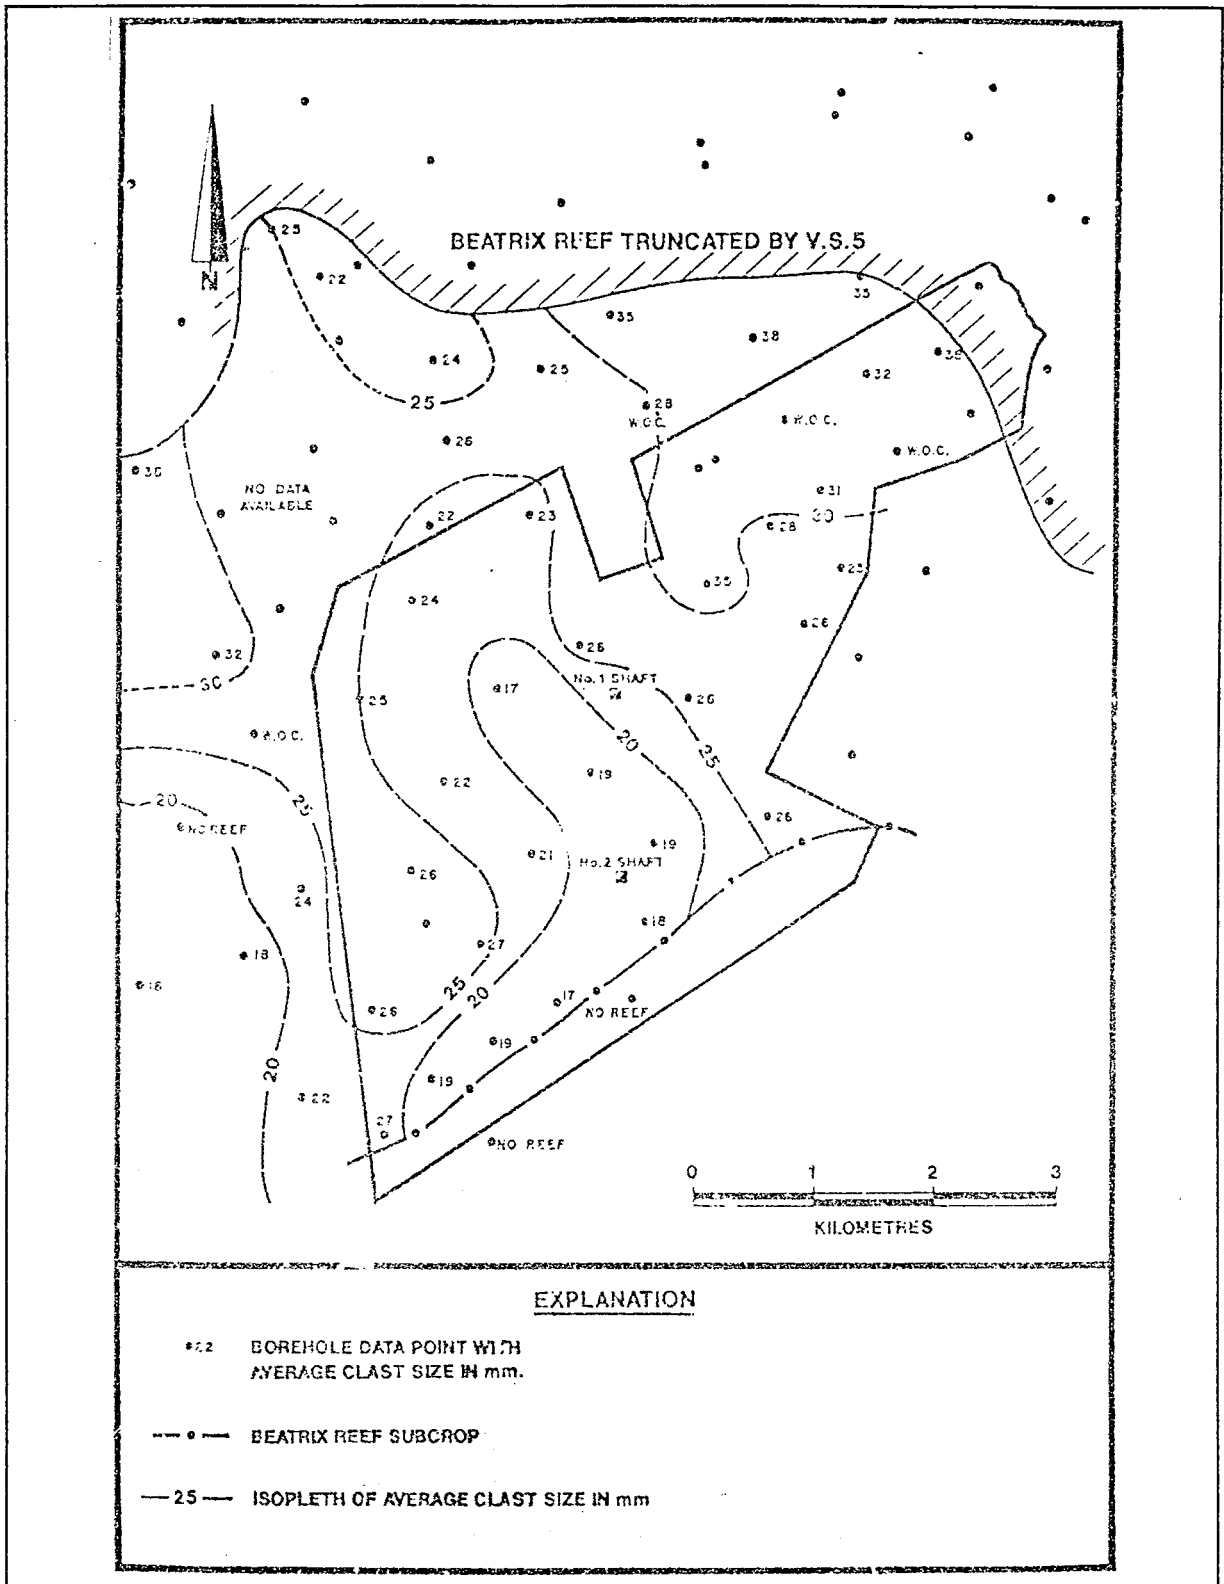 25
22
N
BEATRIX REEF TRUNCATED BY V.S.5
35
35
38
24
25
32
25
28
W.O.C.
W.O.C.
26
W.O.C.
NO DATA
AVAILABLE
31
22
23
28
30
35
24
26
26
32
30
No.1 SHAFT
17
25
26
W.O.C.
20
25
22
19
20
25
NO REEF
26
19
21
No.2 SHAFT
26
24
18
27
18
16
25
20
17
26
NO REEF
19
20
19
22
27
NO REEF
0 1 2 3
KILOMETRES
EXPLANATION
22 BOREHOLE DATA POINT WITH
AVERAGE CLAST SIZE IN mm.
BEATRIX REEF SUBCROP
25 ISOPLETH OF AVERAGE CLAST SIZE IN mm